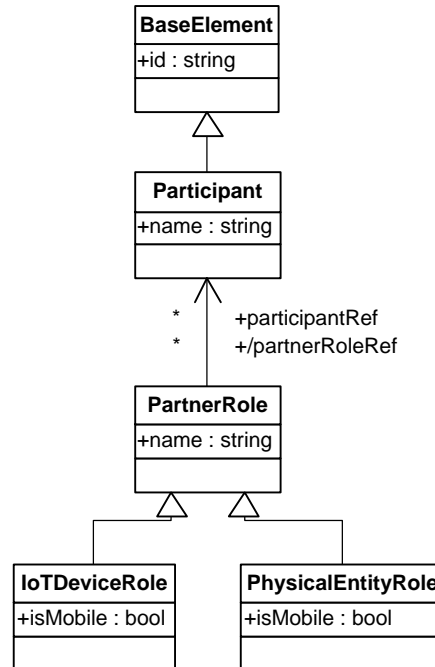 BaseElement
+id : string
Participant
+name : string
* +participantRef
* +/partnerRoleRef
PartnerRole
+name : string
IoTDeviceRole
+isMobile : bool
PhysicalEntityRole
+isMobile : bool